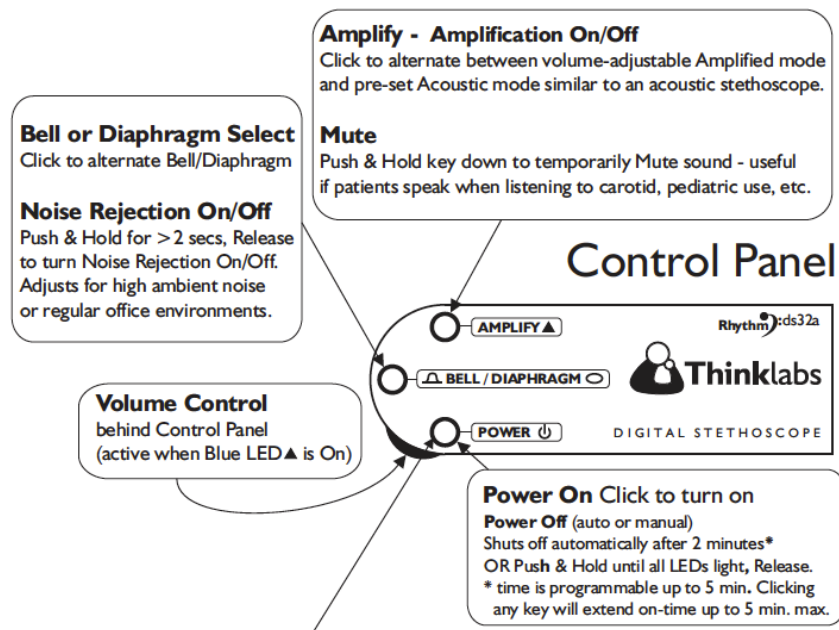 Amplify - Amplification On/Off
Click to alternate between volume-adjustable Amplified mode
and pre-set Acoustic mode similar to an acoustic stethoscope.
Mute
Push & Hold key down to temporarily Mute sound - useful
if patients speak when listening to carotid, pediatric use, etc.
Bell or Diaphragm Select
Click to alternate Bell/Diaphragm
Noise Rejection On/Off
Push & Hold for >2 secs, Release
to turn Noise Rejection On/Off.
Adjusts for high ambient noise
or regular office environments.
Control Panel
AMPLIFY▲
Rhythm:ds32a
BELL / DIAPHRAGM
Thinklabs
POWER
DIGITAL STETHOSCOPE
Volume Control
behind Control Panel
(active when Blue LED▲ is On)
Power On Click to turn on
Power Off (auto or manual)
Shuts off automatically after 2 minutes*
OR Push & Hold until all LEDs light, Release.
* time is programmable up to 5 min. Clicking
any key will extend on-time up to 5 min. max.